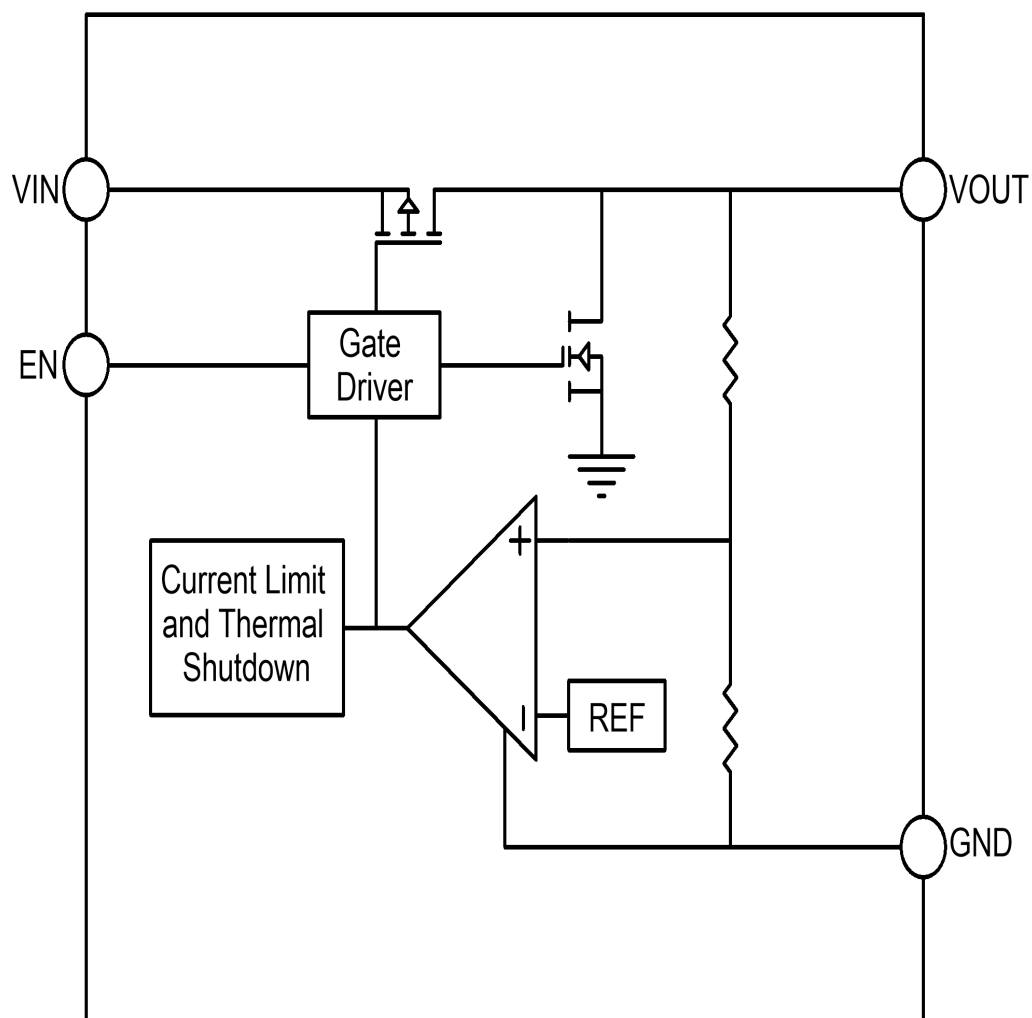 VIN
VOUT
EN
Gate
Driver
+
Current Limit
and Thermal
Shutdown
–
REF
GND